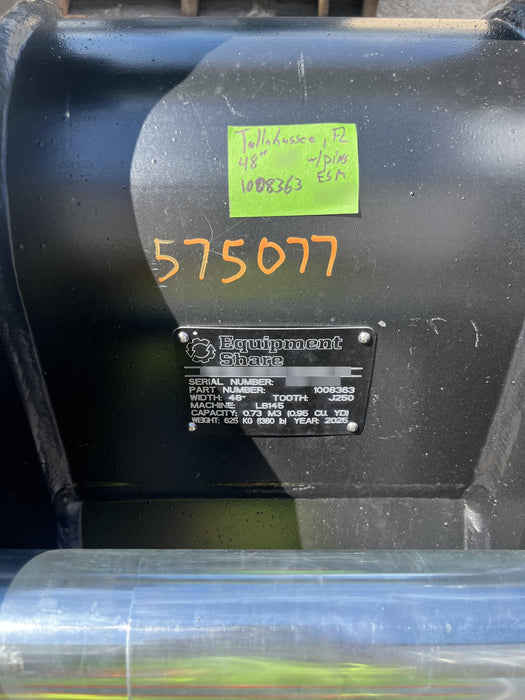 Tallahassee, FL
48" w/pins
1008363 ESM
575077
Equipment
Share
SERIAL NUMBER:
PART NUMBER: 1008363
WIDTH: 48" TOOTH: J250
MACHINE: LB145
CAPACITY: 0.73 M3 (0.95 CU. YD)
WEIGHT: 625 KG (1380 lb) YEAR: 2025